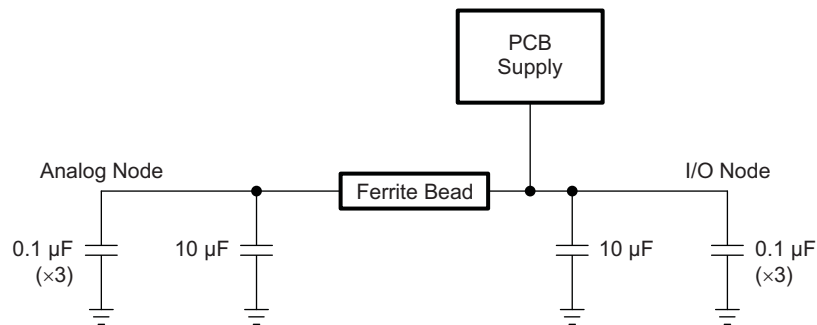 PCB
Supply
Analog Node
I/O Node
Ferrite Bead
0.1 µF
(×3)
10 µF
10 µF
0.1 µF
(×3)